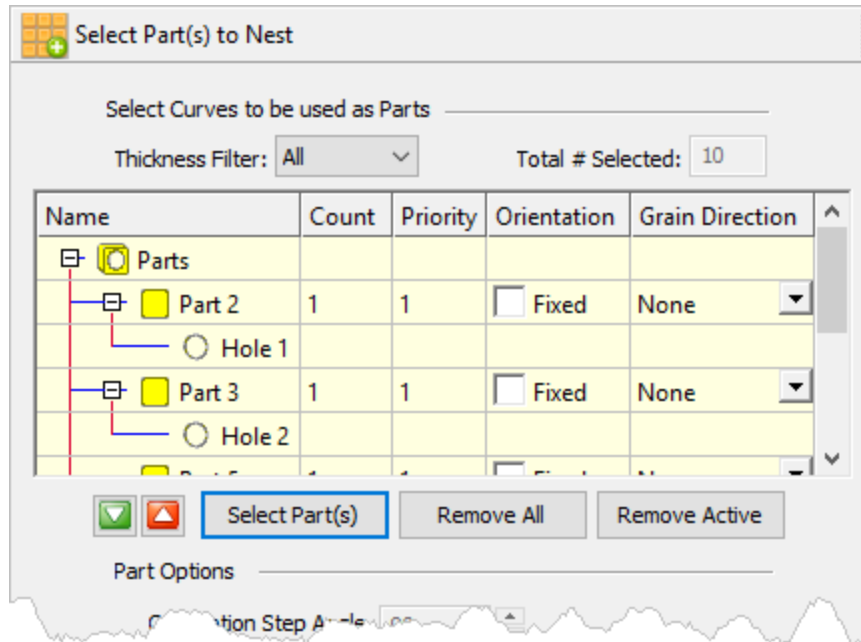 Select Part(s) to Nest
Select Curves to be used as Parts
Thickness Filter: All Total # Selected: 10
Name Count Priority Orientation Grain Direction
Parts
Part 2 1 1 Fixed None
Hole 1
Part 3 1 1 Fixed None
Hole 2
Select Part(s) Remove All Remove Active
Part Options
Step